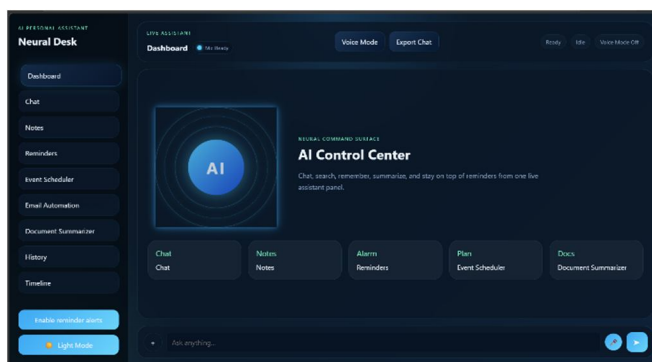 AI PERSONAL ASSISTANT
Neural Desk
Dashboard
Chat
Notes
Reminders
Event Scheduler
Email Automation
Document Summarizer
History
Timeline
Enable reminder alerts
Light Mode
LIVE ASSISTANT
Dashboard
Mic Ready
Voice Mode
Export Chat
Ready
Idle
Voice Mode Off
AI
NEURAL COMMAND SURFACE
AI Control Center
Chat, search, remember, summarize, and stay on top of reminders from one live
assistant panel.
Chat
Chat
Notes
Notes
Alarm
Reminders
Plan
Event Scheduler
Docs
Document Summarizer
Ask anything...